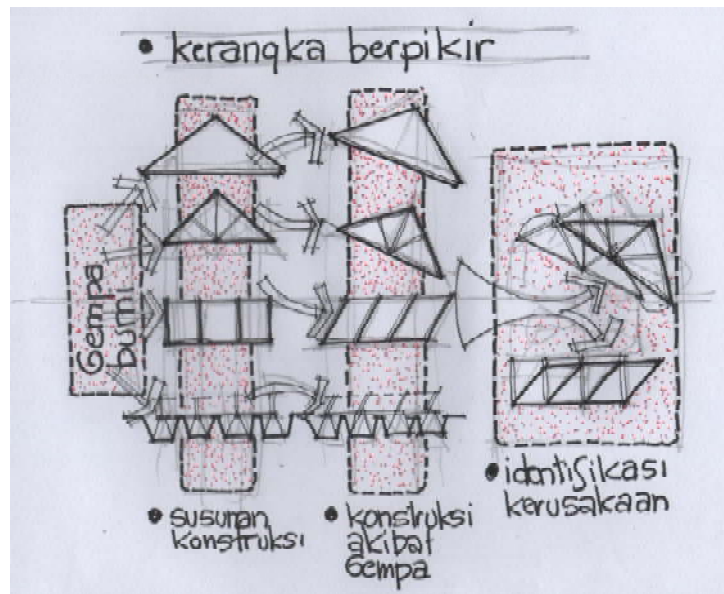 • kerangka berpikir
Gempa
bumi
• susunan
konstruksi
• konstruksi
akibat
Gempa
• identifikasi
kerusakaan